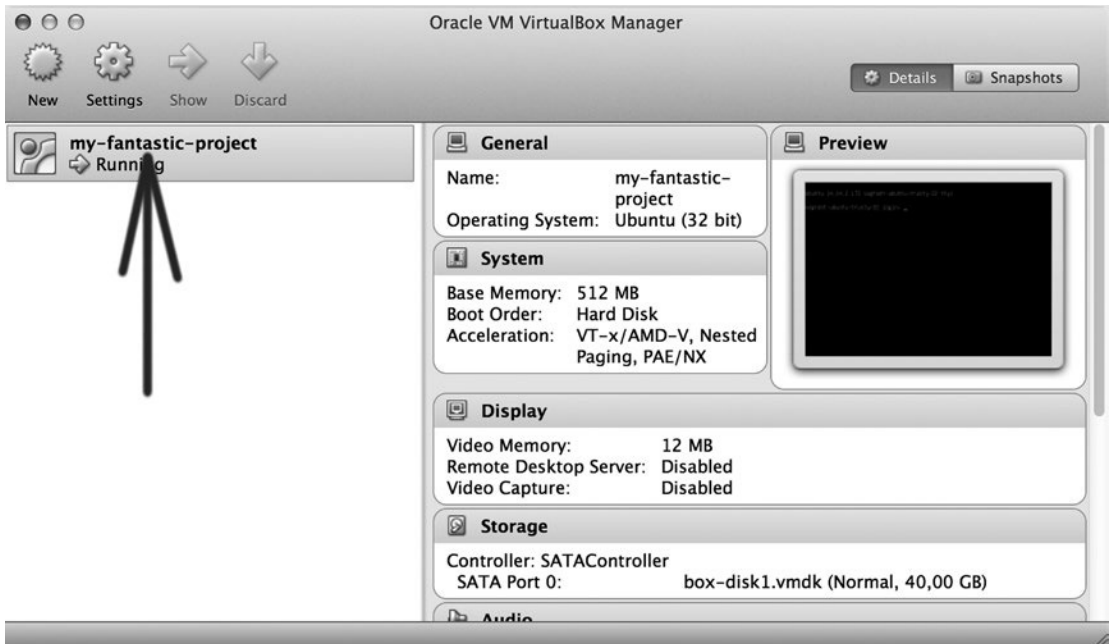 Oracle VM VirtualBox Manager
New Settings Show Discard
Details Snapshots
my-fantastic-project
Running
General
Name: my-fantastic-
project
Operating System: Ubuntu (32 bit)
Preview
System
Base Memory: 512 MB
Boot Order: Hard Disk
Acceleration: VT-x/AMD-V, Nested
Paging, PAE/NX
Display
Video Memory: 12 MB
Remote Desktop Server: Disabled
Video Capture: Disabled
Storage
Controller: SATAController
SATA Port 0: box-disk1.vmdk (Normal, 40,00 GB)
Audio